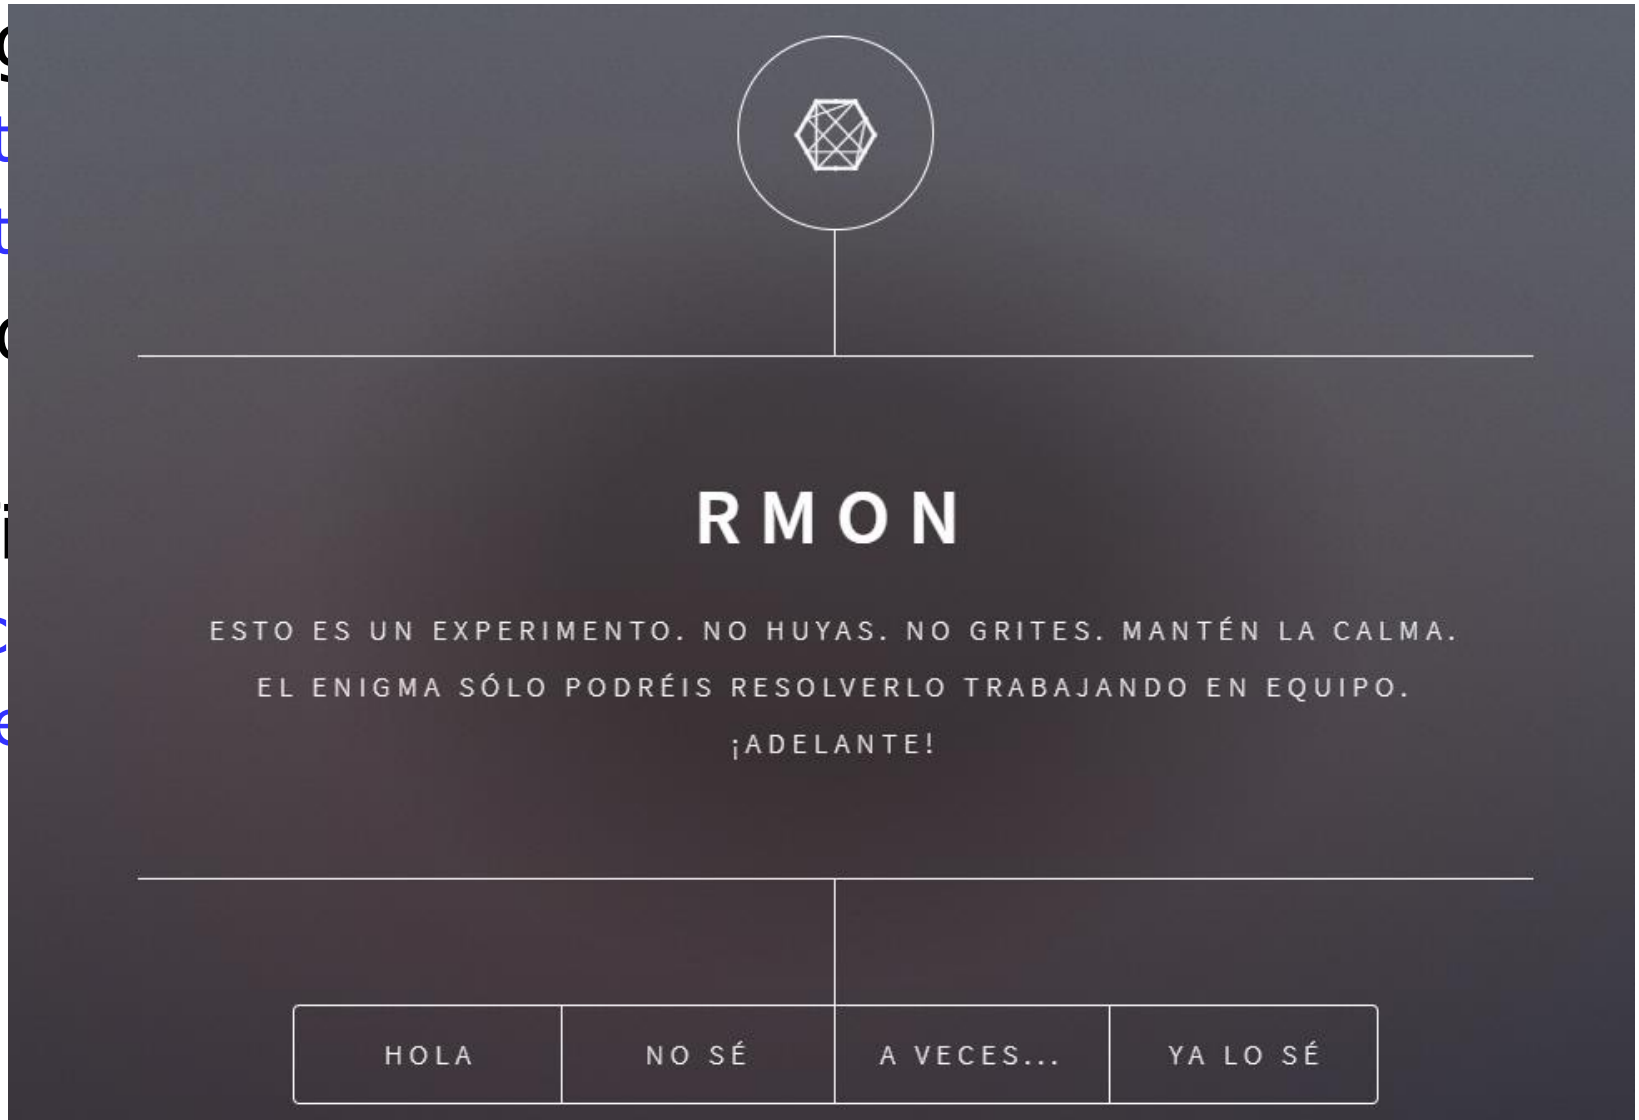 RMON
ESTO ES UN EXPERIMENTO. NO HUYAS. NO GRITES. MANTÉN LA CALMA.
EL ENIGMA SÓLO PODRÉIS RESOLVERLO TRABAJANDO EN EQUIPO.
¡ADELANTE!
HOLA
NO SÉ
A VECES...
YA LO SÉ